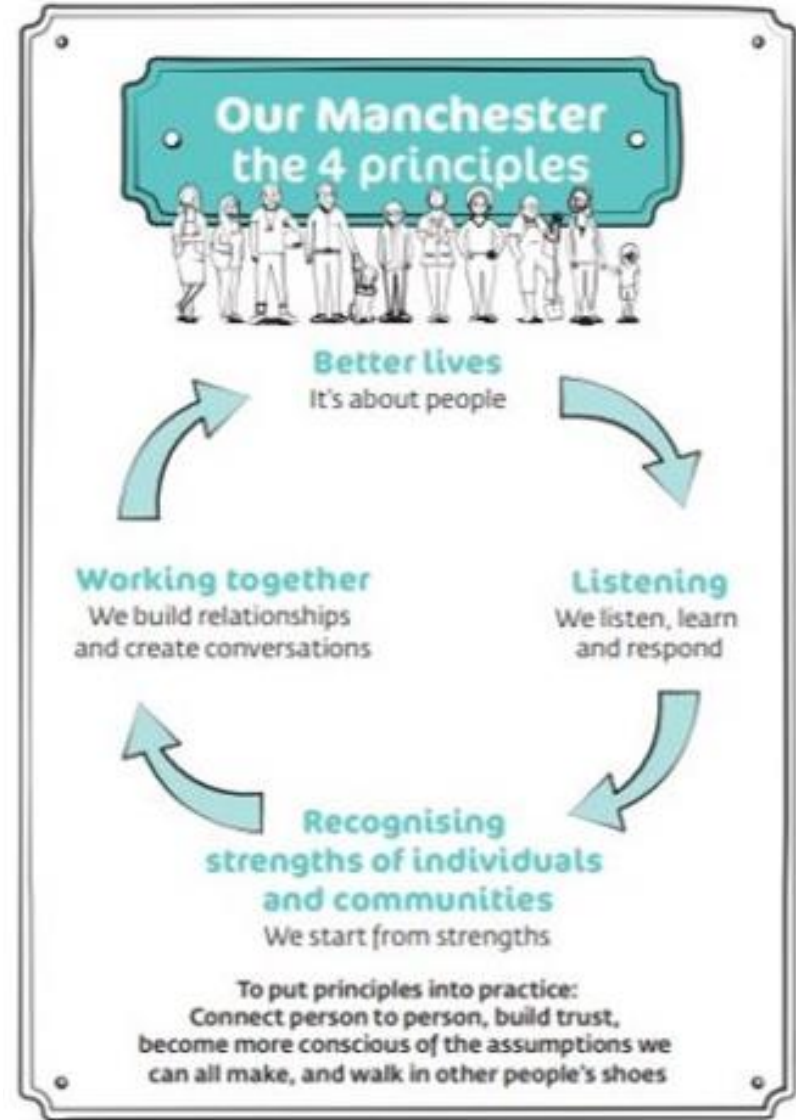 Our Manchester
the 4 principles
Better lives
It's about people
Listening
We listen, learn
and respond
Recognising
strengths of individuals
and communities
We start from strengths
Working together
We build relationships
and create conversations
To put principles into practice:
Connect person to person, build trust,
become more conscious of the assumptions we
can all make, and walk in other people's shoes